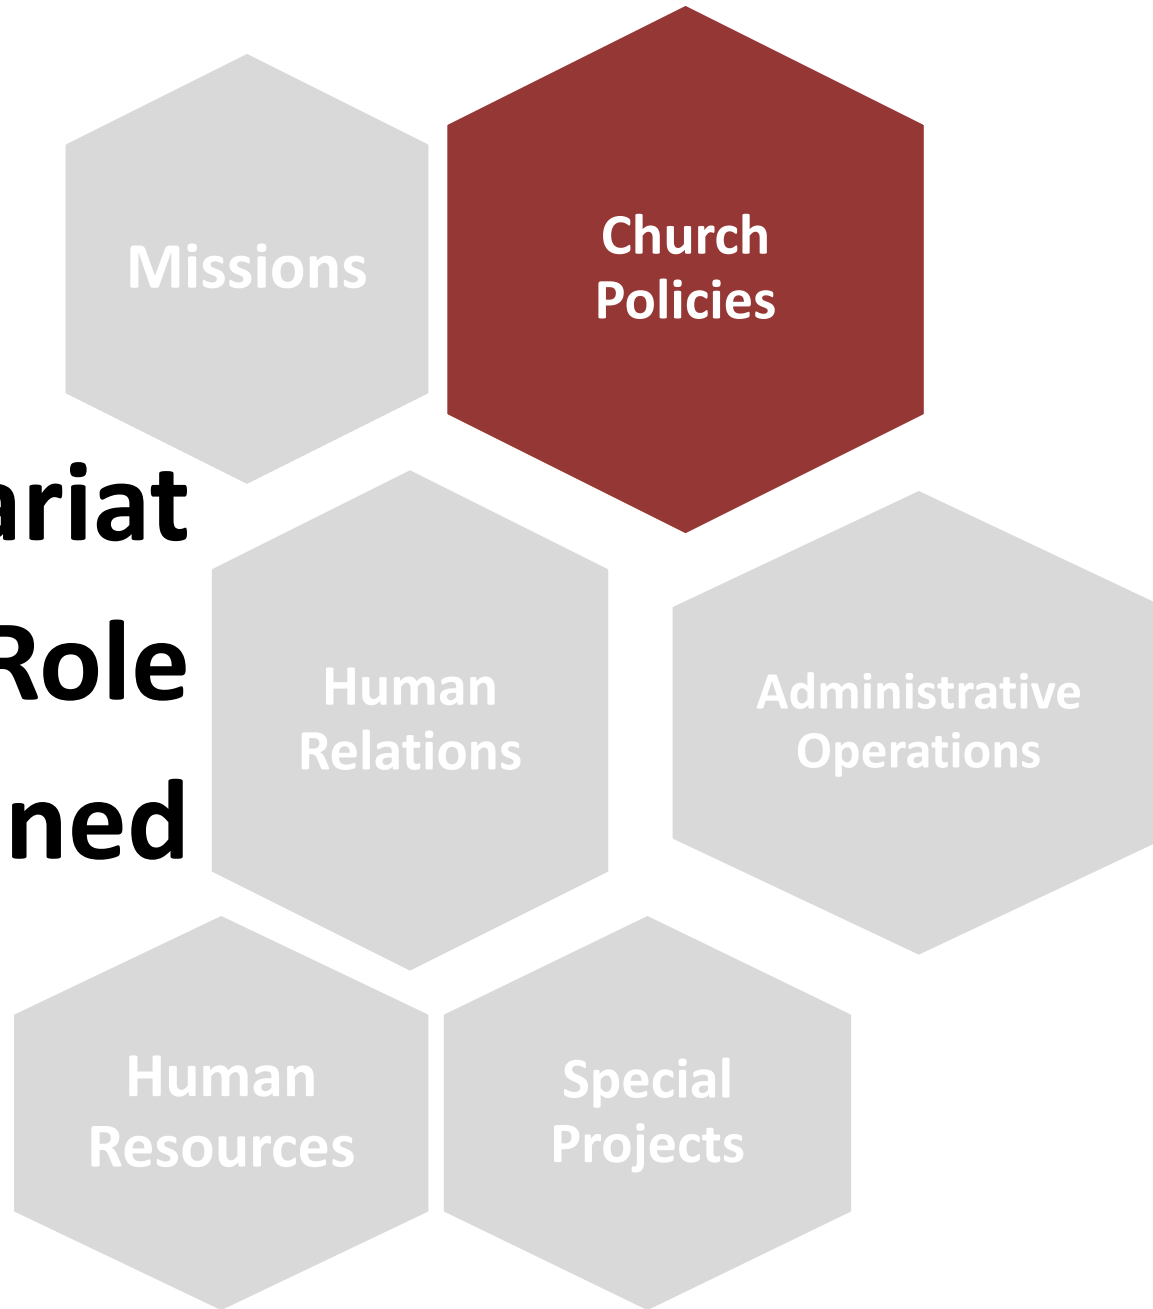 Missions
Church
Policies
ariat
Role
ned
Human
Relations
Administrative
Operations
Human
Resources
Special
Projects